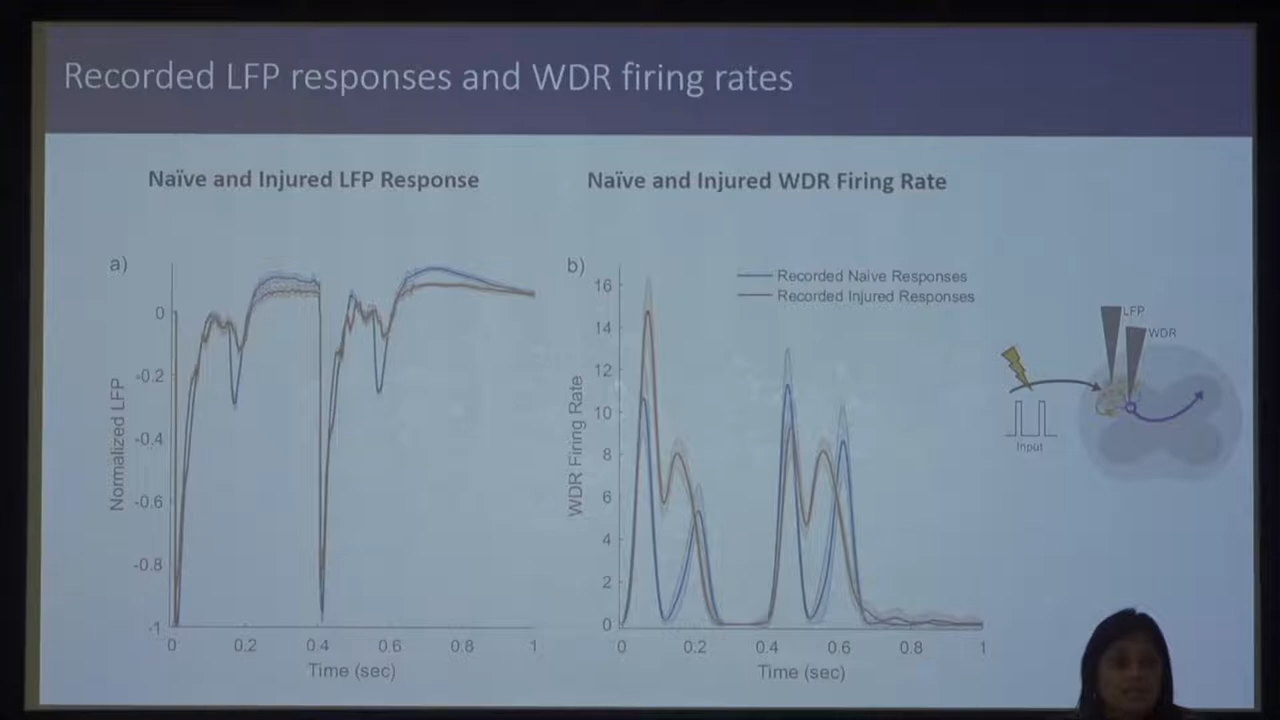 Recorded LFP responses and WDR firing rates
Naïve and Injured LFP Response
Naïve and Injured WDR Firing Rate
a)
0
-0.2
-0.4
-0.6
-0.8
-1
Normalized LFP
0
0.2
0.4
0.6
0.8
1
Time (sec)
b)
16
14
12
10
8
6
4
2
0
WDR Firing Rate
Recorded Naive Responses
Recorded Injured Responses
0
0.2
0.4
0.6
0.8
1
Time (sec)
LFP
WDR
Input